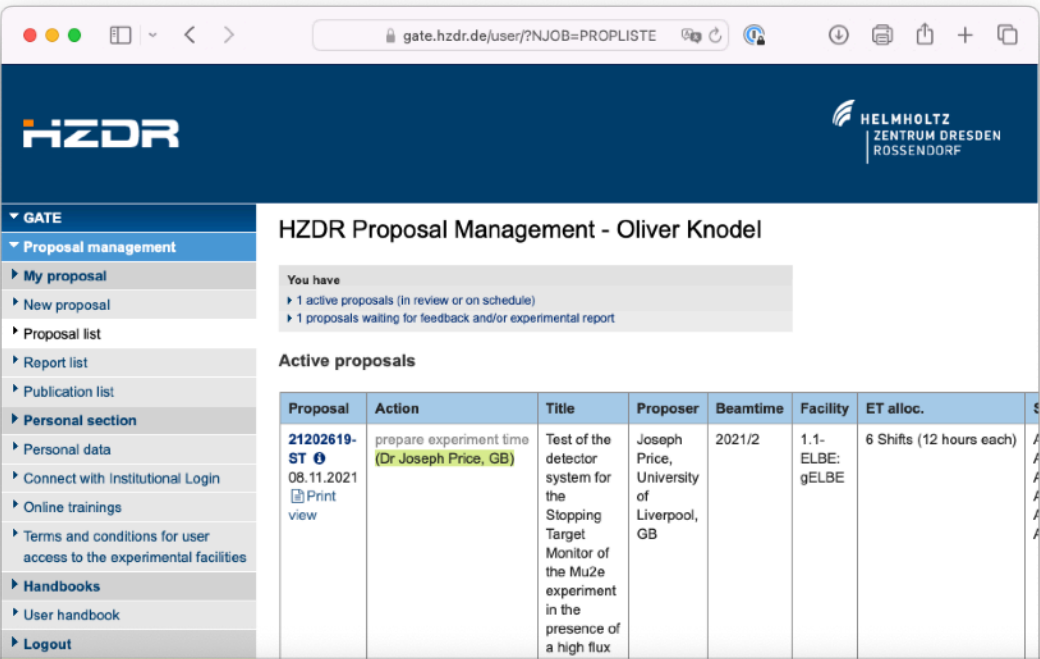 gate.hzdr.de/user/?NJOB=PROPLISTE
HZDR
HELMHOLTZ
ZENTRUM DRESDEN
ROSSENDORF
GATE
Proposal management
My proposal
New proposal
Proposal list
Report list
Publication list
Personal section
Personal data
Connect with Institutional Login
Online trainings
Terms and conditions for user
access to the experimental facilities
Handbooks
User handbook
Logout
HZDR Proposal Management - Oliver Knodel
You have
1 active proposals (in review or on schedule)
1 proposals waiting for feedback and/or experimental report
Active proposals
Proposal Action Title Proposer Beamtime Facility ET alloc.
21202619-
ST
08.11.2021
Print
view
prepare experiment time
(Dr Joseph Price, GB)
Test of the
detector
system for
the
Stopping
Target
Monitor of
the Mu2e
experiment
in the
presence of
a high flux
Joseph
Price,
University
of
Liverpool,
GB
2021/2
1.1-
ELBE:
gELBE
6 Shifts (12 hours each)